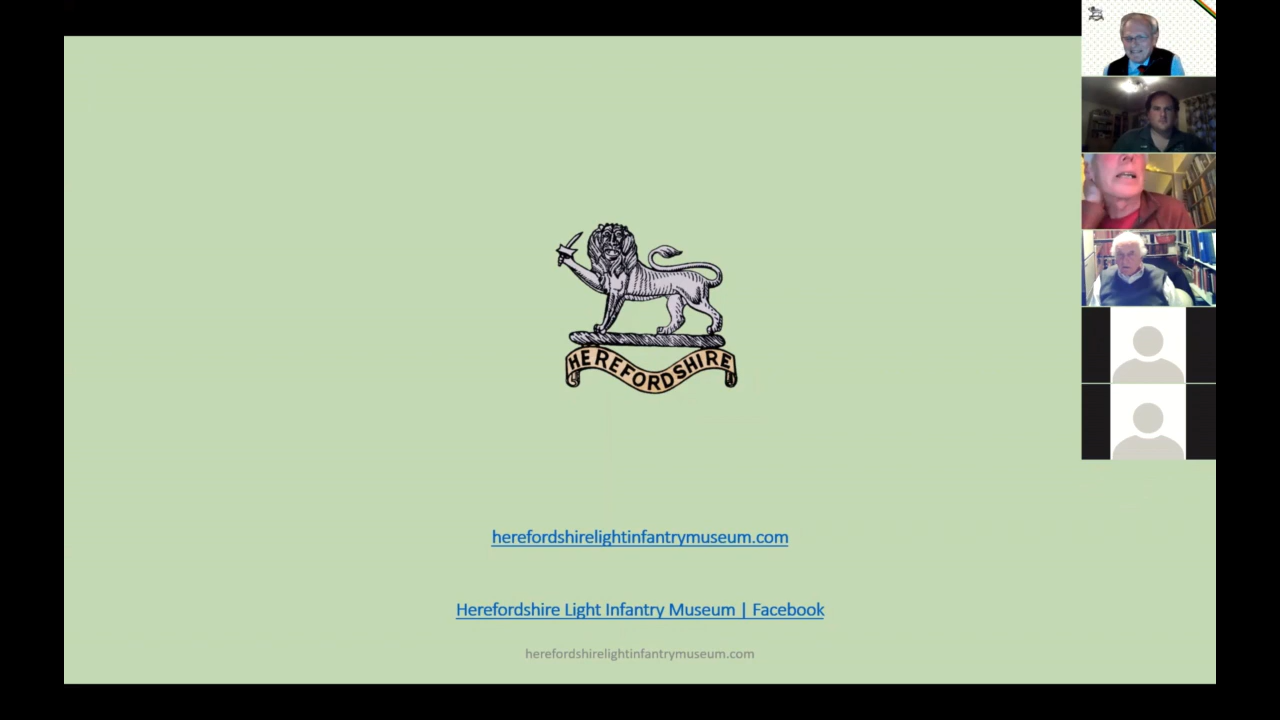 HEREFORDSHIRE
herefordshirelightinfantrymuseum.com
Herefordshire Light Infantry Museum | Facebook
herefordshirelightinfantrymuseum.com